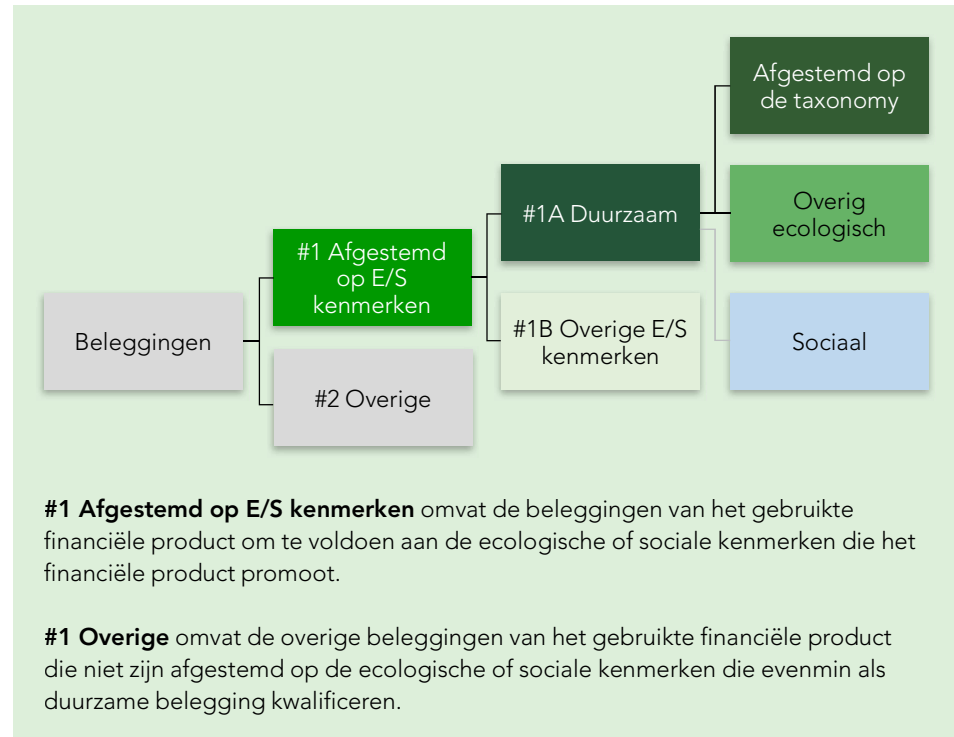 Afgestemd op
de taxonomy
#1A Duurzaam
Overig
ecologisch
#1 Afgestemd
op E/S
kenmerken
Beleggingen
#1B Overige E/S
kenmerken
Sociaal
#2 Overige
#1 Afgestemd op E/S kenmerken omvat de beleggingen van het gebruikte
financiële product om te voldoen aan de ecologische of sociale kenmerken die het
financiële product promoot.
#1 Overige omvat de overige beleggingen van het gebruikte financiële product
die niet zijn afgestemd op de ecologische of sociale kenmerken die evenmin als
duurzame belegging kwalificeren.